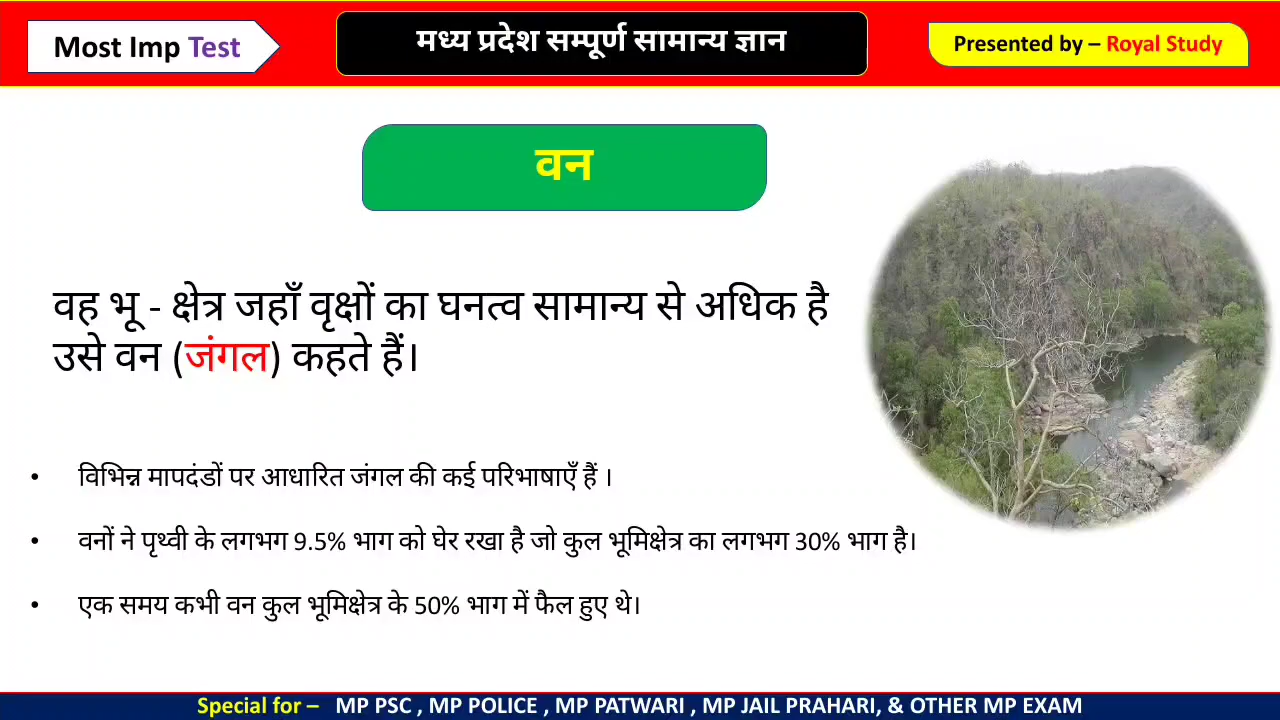 Most Imp Test
मध्य प्रदेश सम्पूर्ण सामान्य ज्ञान
Presented by – Royal Study
वन
वह भू - क्षेत्र जहाँ वृक्षों का घनत्व सामान्य से अधिक है
उसे वन (जंगल) कहते हैं।
• विभिन्न मापदंडों पर आधारित जंगल की कई परिभाषाएँ हैं ।
• वनों ने पृथ्वी के लगभग 9.5% भाग को घेर रखा है जो कुल भूमिक्षेत्र का लगभग 30% भाग है।
• एक समय कभी वन कुल भूमिक्षेत्र के 50% भाग में फैल हुए थे।
Special for – MP PSC , MP POLICE , MP PATWARI , MP JAIL PRAHARI, & OTHER MP EXAM